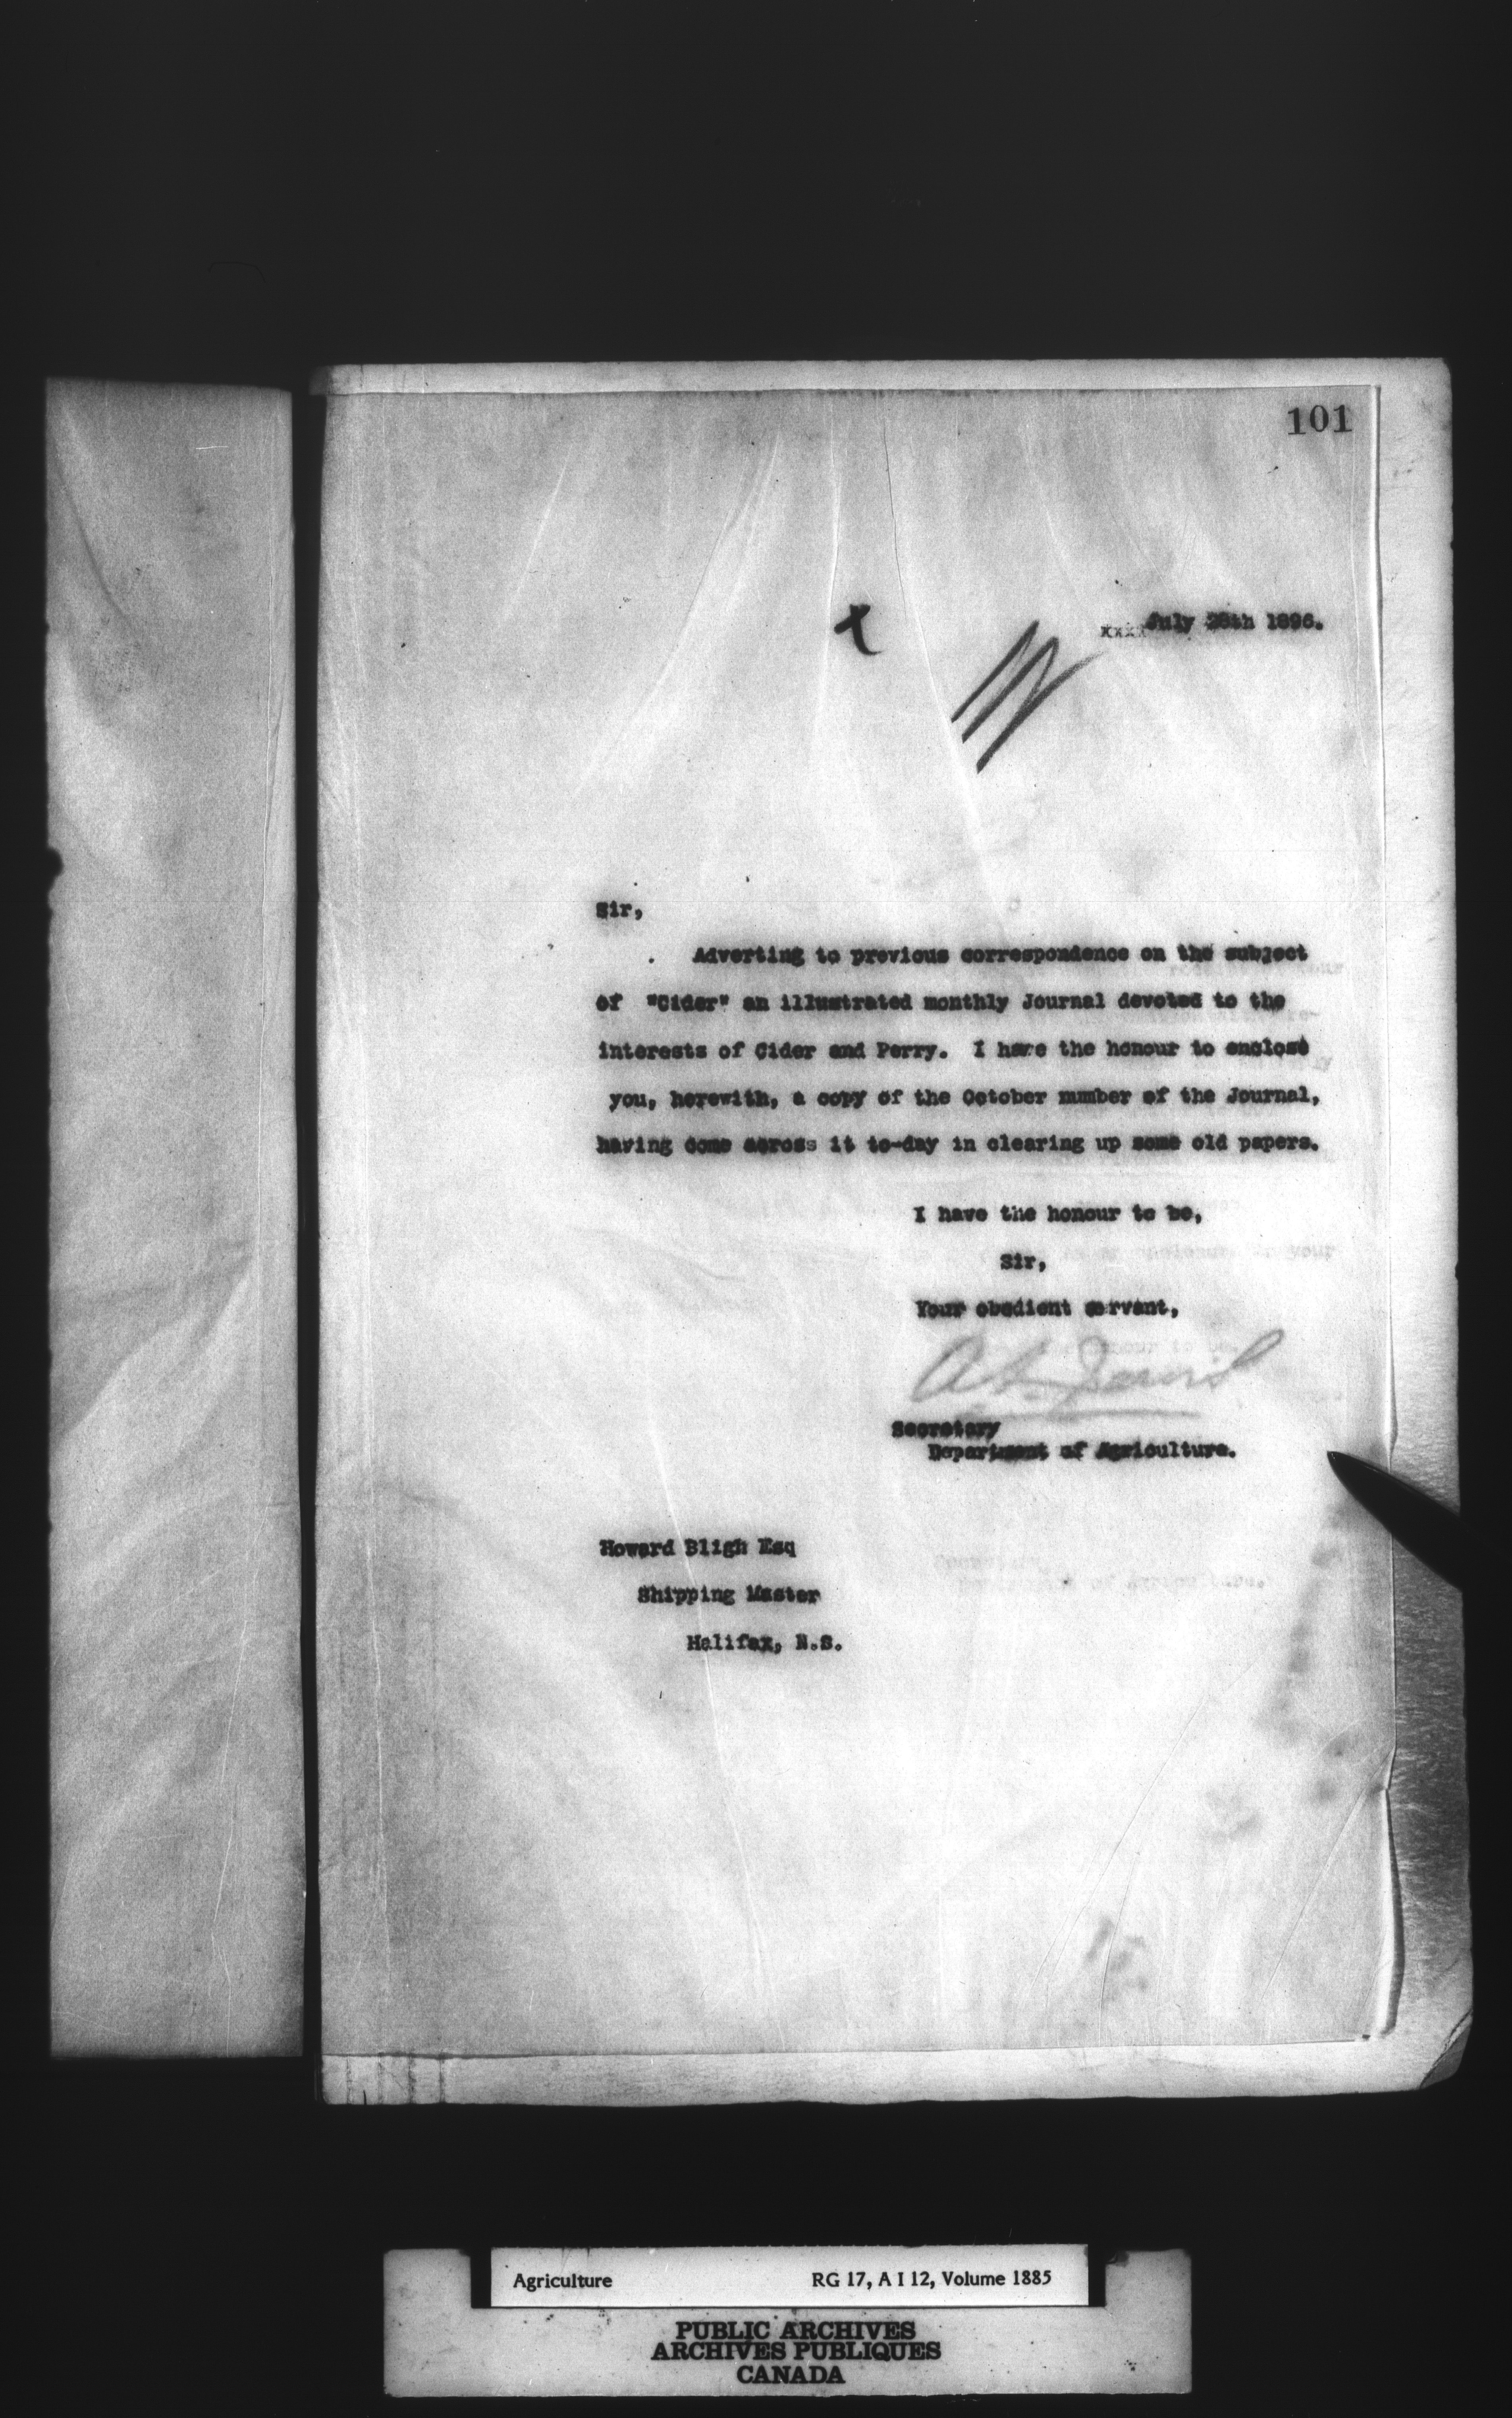 101
xxxx July 28th 1896.
Sir,
Adverting to previous correspondence on the subject
of "Cider" an illustrated monthly Journal devoted to the
interests of Cider and Perry. I have the honour to enclose
you, herewith, a copy of the October number of the Journal,
having come across it to-day in clearing up some old papers.
I have the honour to be,
Sir,
Your obedient servant,
Jarvis
Secretary
Department of Agriculture.
Howard Bligh Esq
Shipping Master
Halifax, N.S.
Agriculture RG 17, A I 12, Volume 1885
PUBLIC ARCHIVES
ARCHIVES PUBLIQUES
CANADA